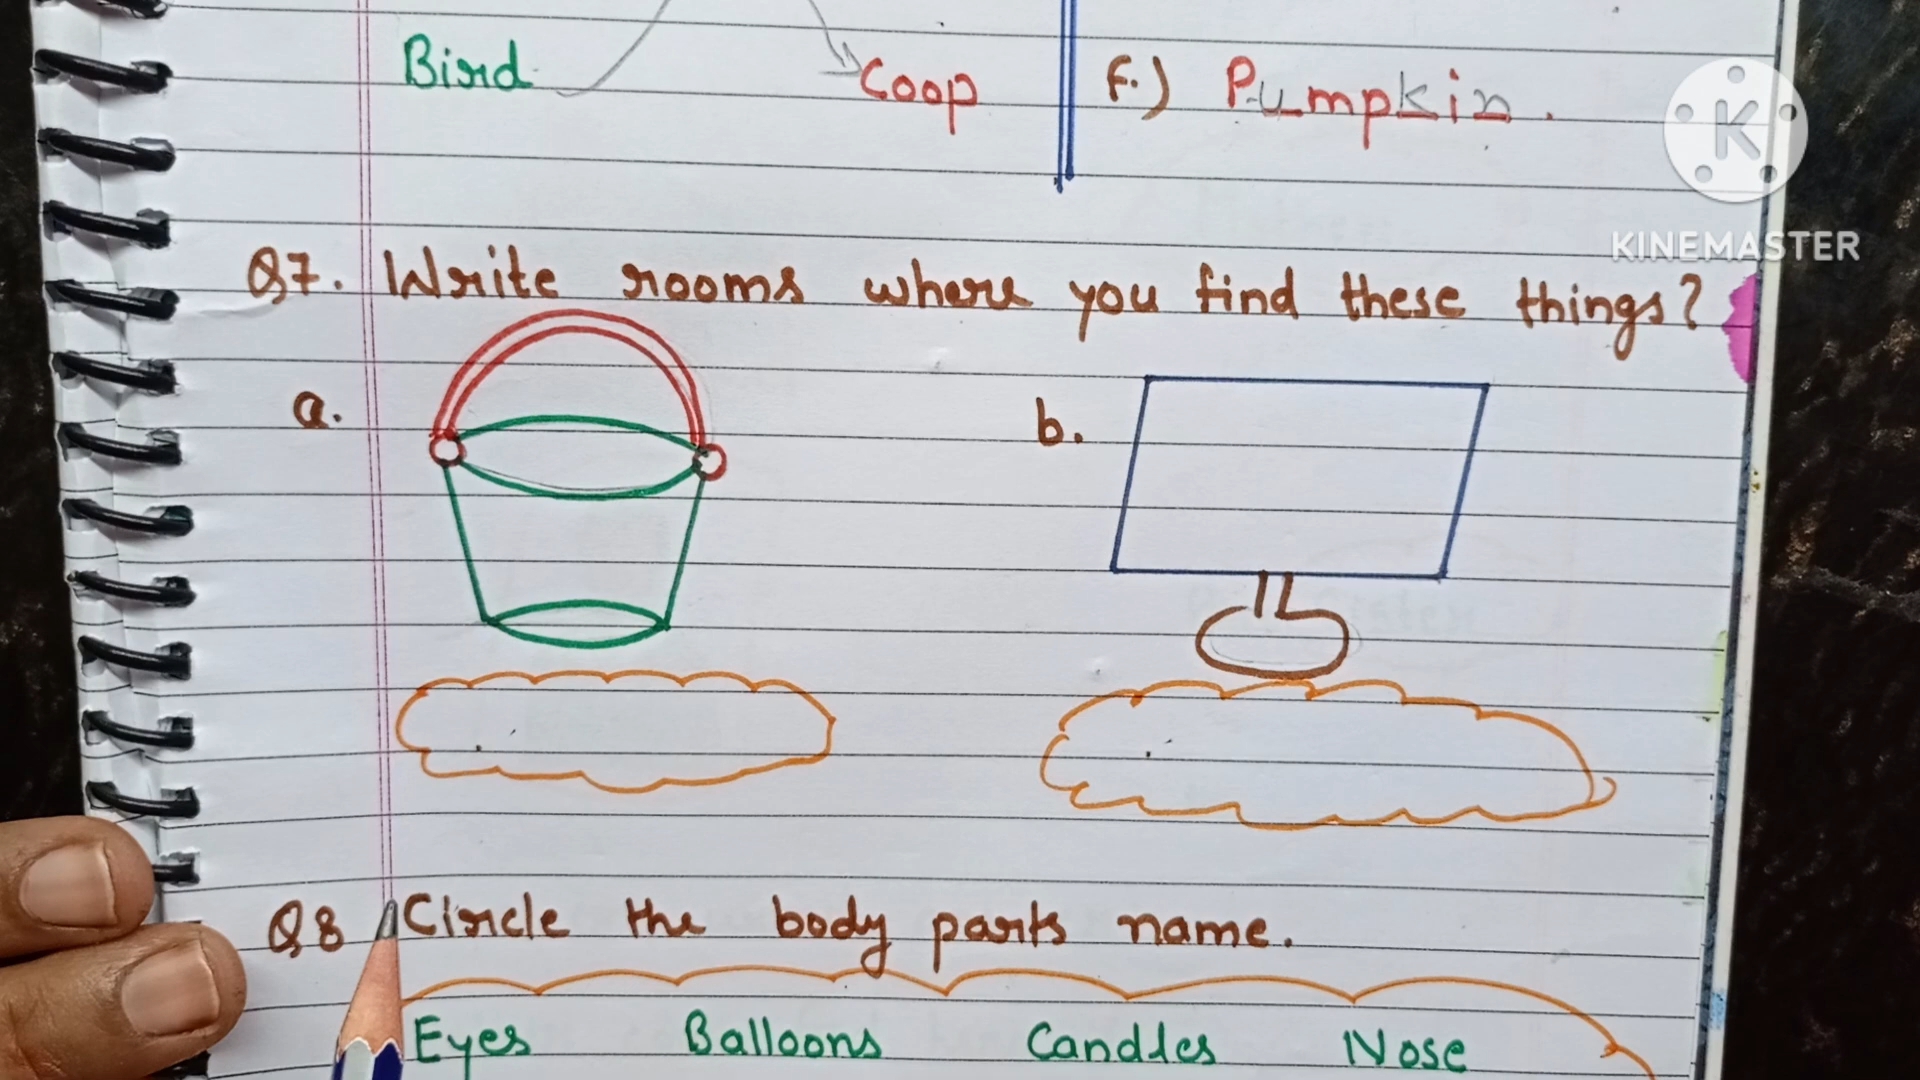 Bird
Coop
F.) Pumpkin.
K
KINEMASTER
Q7. Write rooms where you find these things?
a.
b.
Q8 Circle the body parts name.
Eyes Balloons Candles Nose